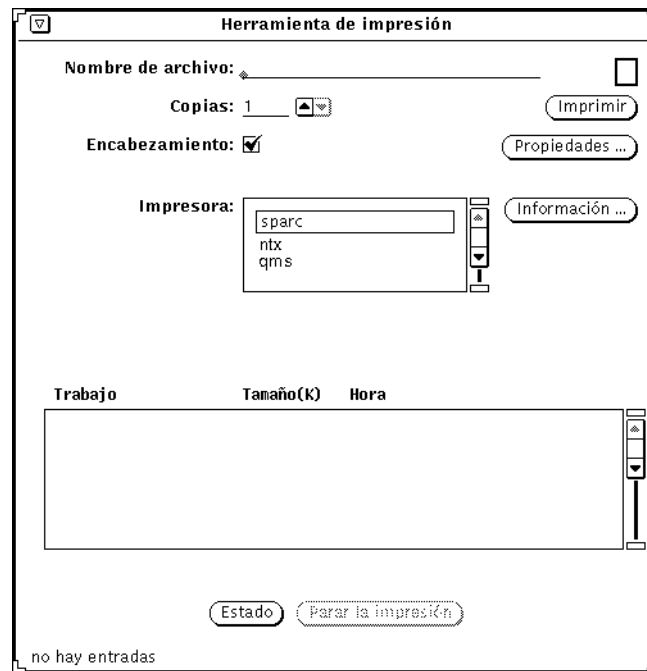 Herramienta de impresión
Nombre de archivo:
Copias: 1
Imprimir
Encabezamiento:
Propiedades ...
Impresora:
Información ...
sparc
ntx
qms
Trabajo Tamaño(K) Hora
Estado Parar la impresión
no hay entradas